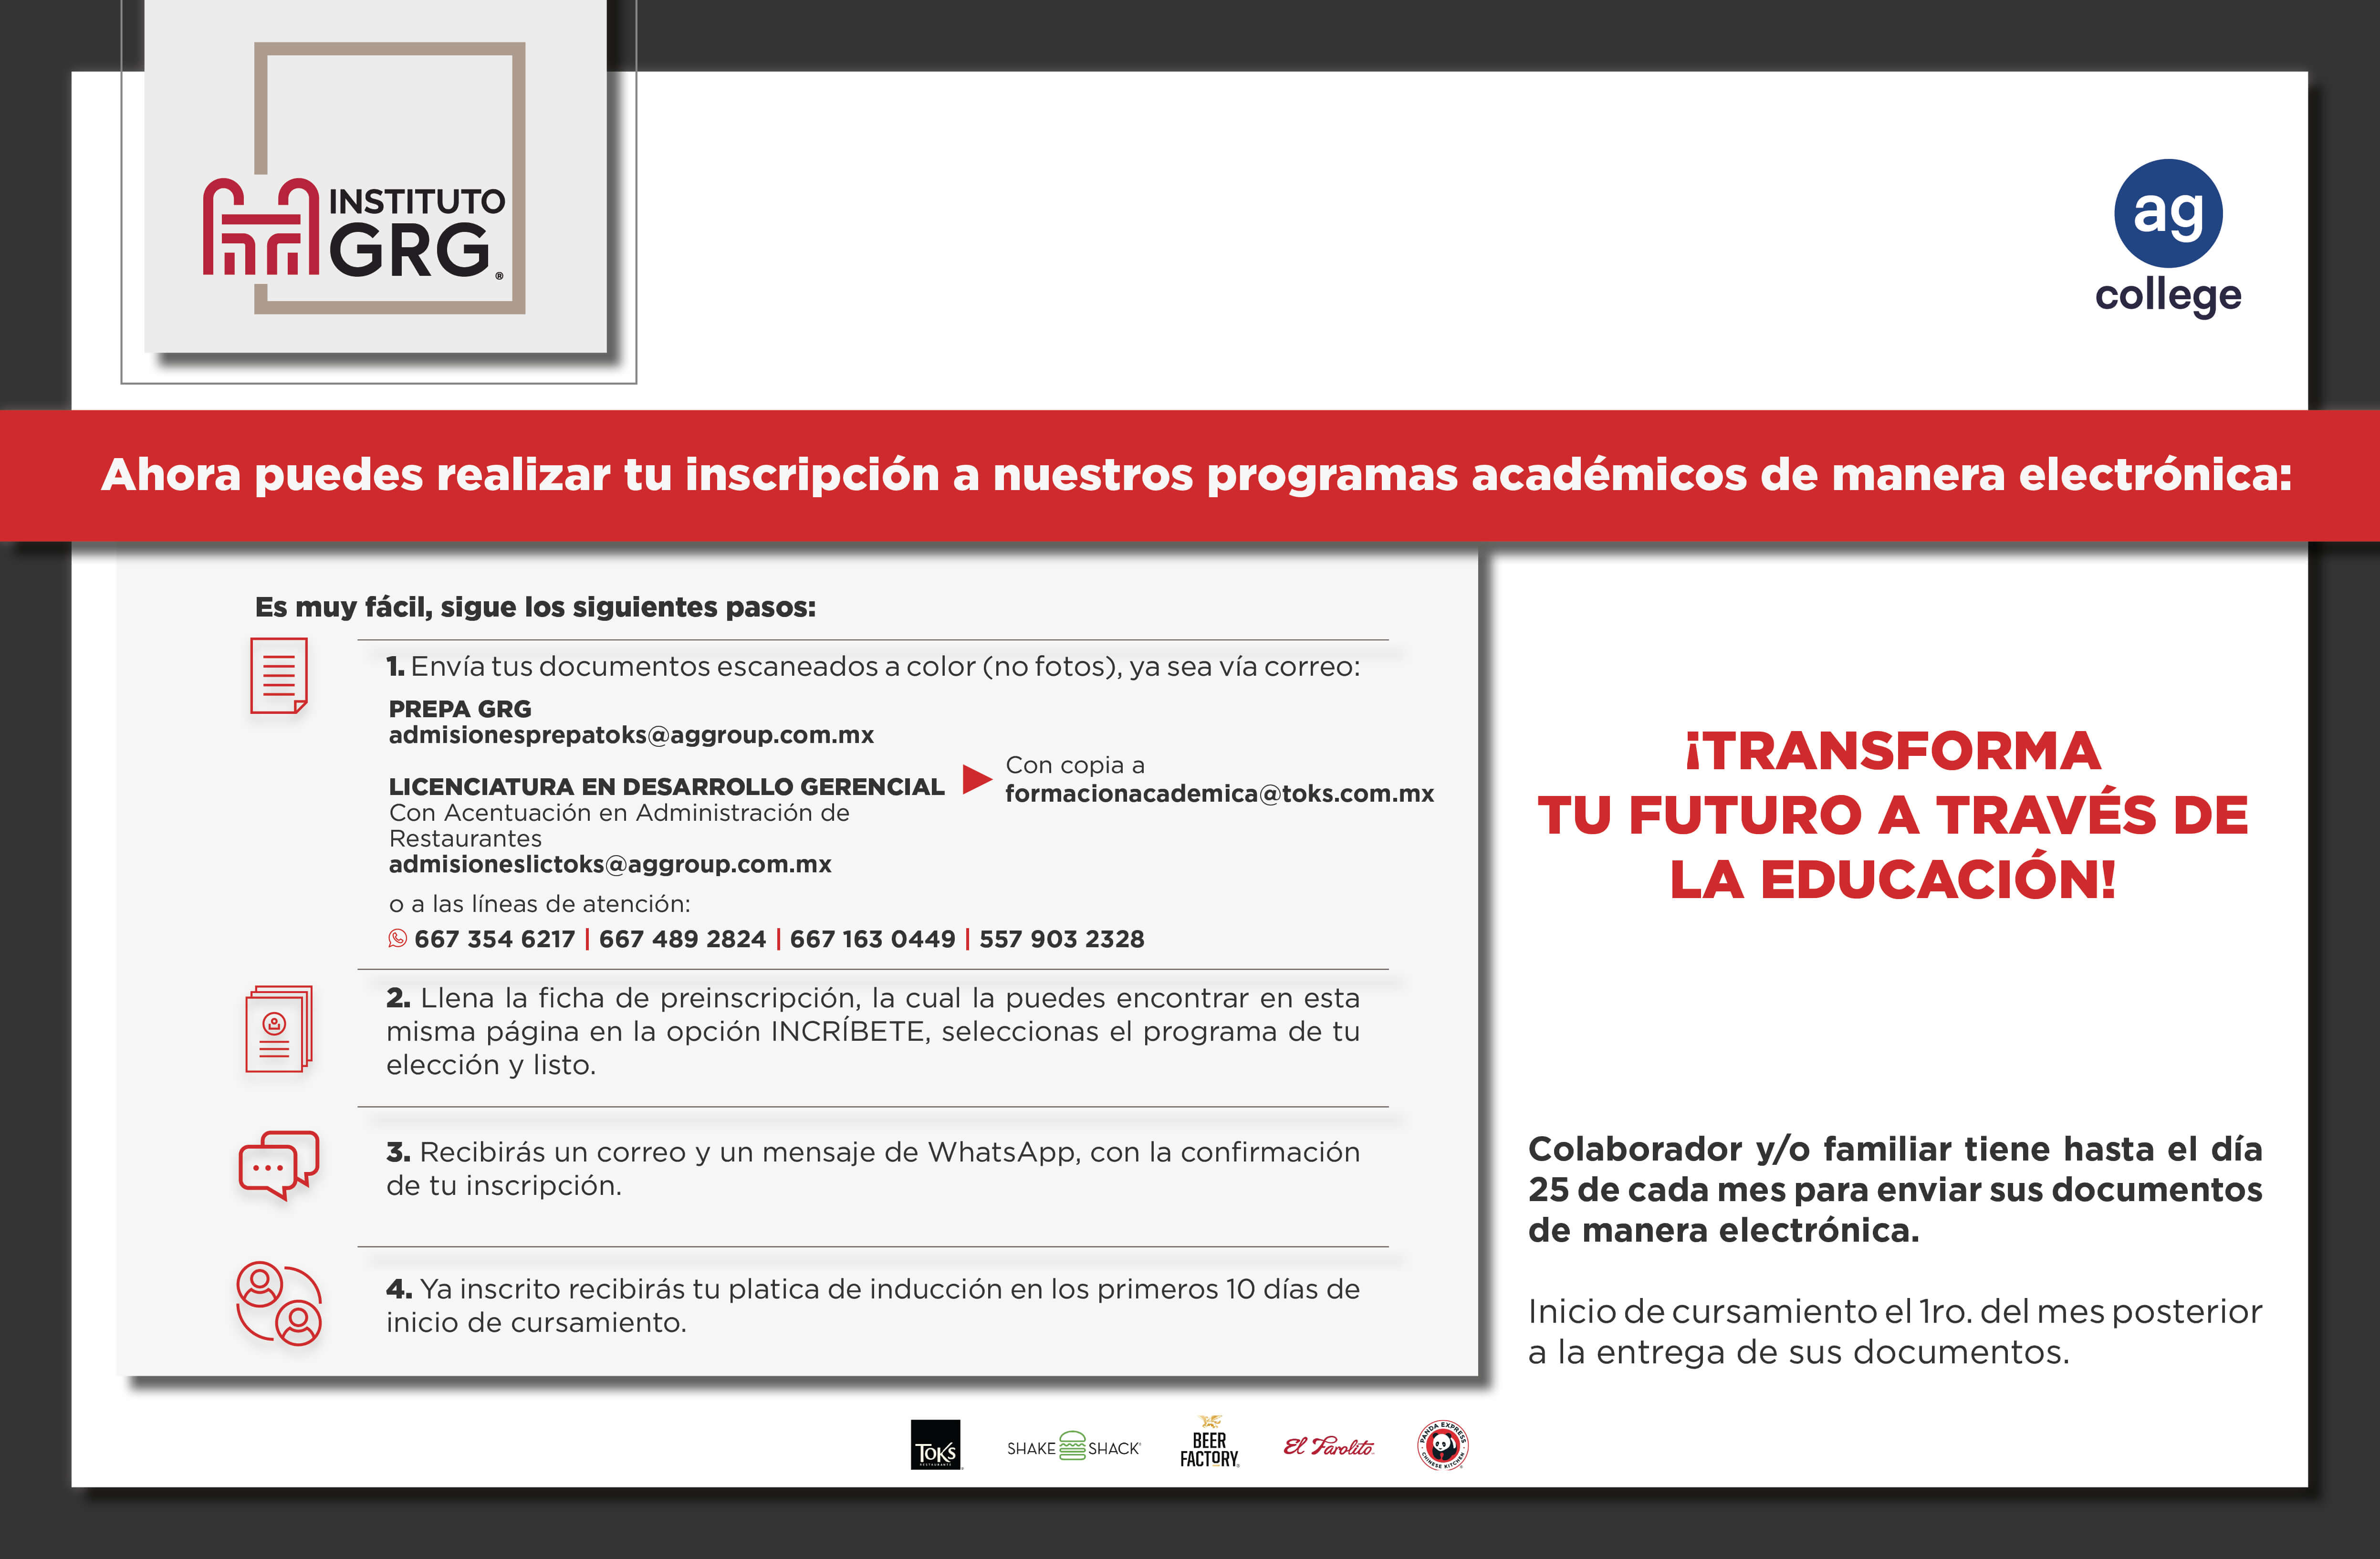 INSTITUTO
GRG®
ag
college
Ahora puedes realizar tu inscripción a nuestros programas académicos de manera electrónica:
Es muy fácil, sigue los siguientes pasos:
1. Envía tus documentos escaneados a color (no fotos), ya sea vía correo:
PREPA GRG
admisionesprepatoks@aggroup.com.mx
LICENCIATURA EN DESARROLLO GERENCIAL
Con Acentuación en Administración de
Restaurantes
admisioneslictoks@aggroup.com.mx
Con copia a
formacionacademica@toks.com.mx
o a las líneas de atención:
667 354 6217 | 667 489 2824 | 667 163 0449 | 557 903 2328
2. Llena la ficha de preinscripción, la cual la puedes encontrar en esta
misma página en la opción INCRÍBETE, seleccionas el programa de tu
elección y listo.
3. Recibirás un correo y un mensaje de WhatsApp, con la confirmación
de tu inscripción.
4. Ya inscrito recibirás tu platica de inducción en los primeros 10 días de
inicio de cursamiento.
¡TRANSFORMA
TU FUTURO A TRAVÉS DE
LA EDUCACIÓN!
Colaborador y/o familiar tiene hasta el día
25 de cada mes para enviar sus documentos
de manera electrónica.
Inicio de cursamiento el 1ro. del mes posterior
a la entrega de sus documentos.
TOKS
RESTAURANTE
SHAKE SHACK
BEER
FACTORY
El Farolito
PANDA EXPRESS
CHINESE KITCHEN